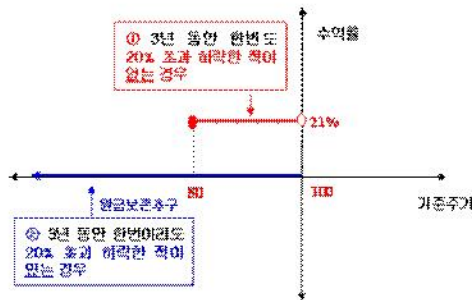 ① 3년 동안 한번도
20% 초과 하락한 적이
없는 경우
수익률
21%
80
100
기준주가
원금보존추구
② 3년 동안 한번이라도
20% 초과 하락한 적이
있는 경우